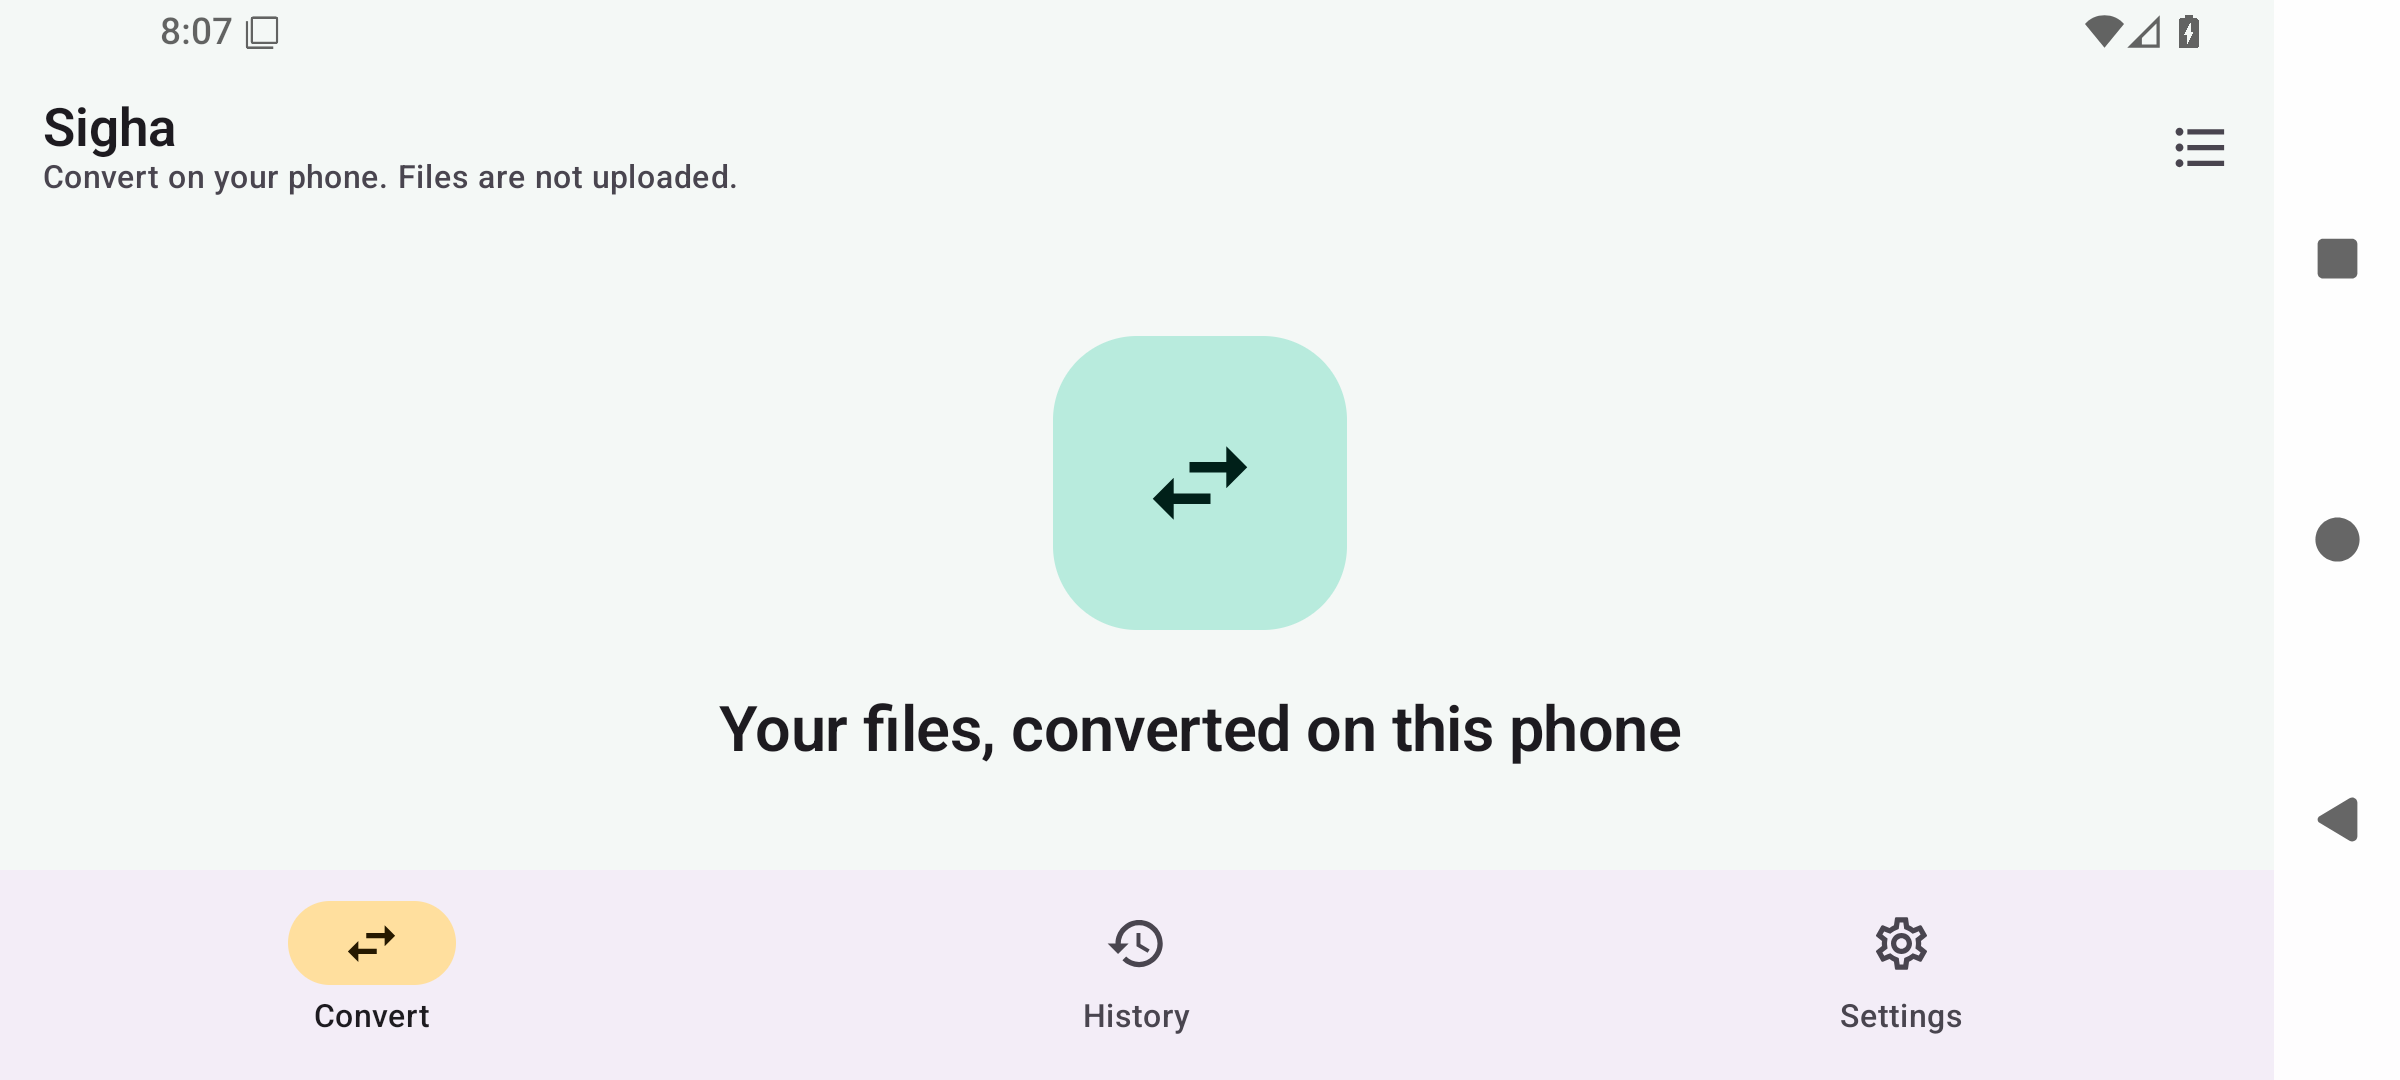 8:07
Sigha
Convert on your phone. Files are not uploaded.
Your files, converted on this phone
Convert
History
Settings